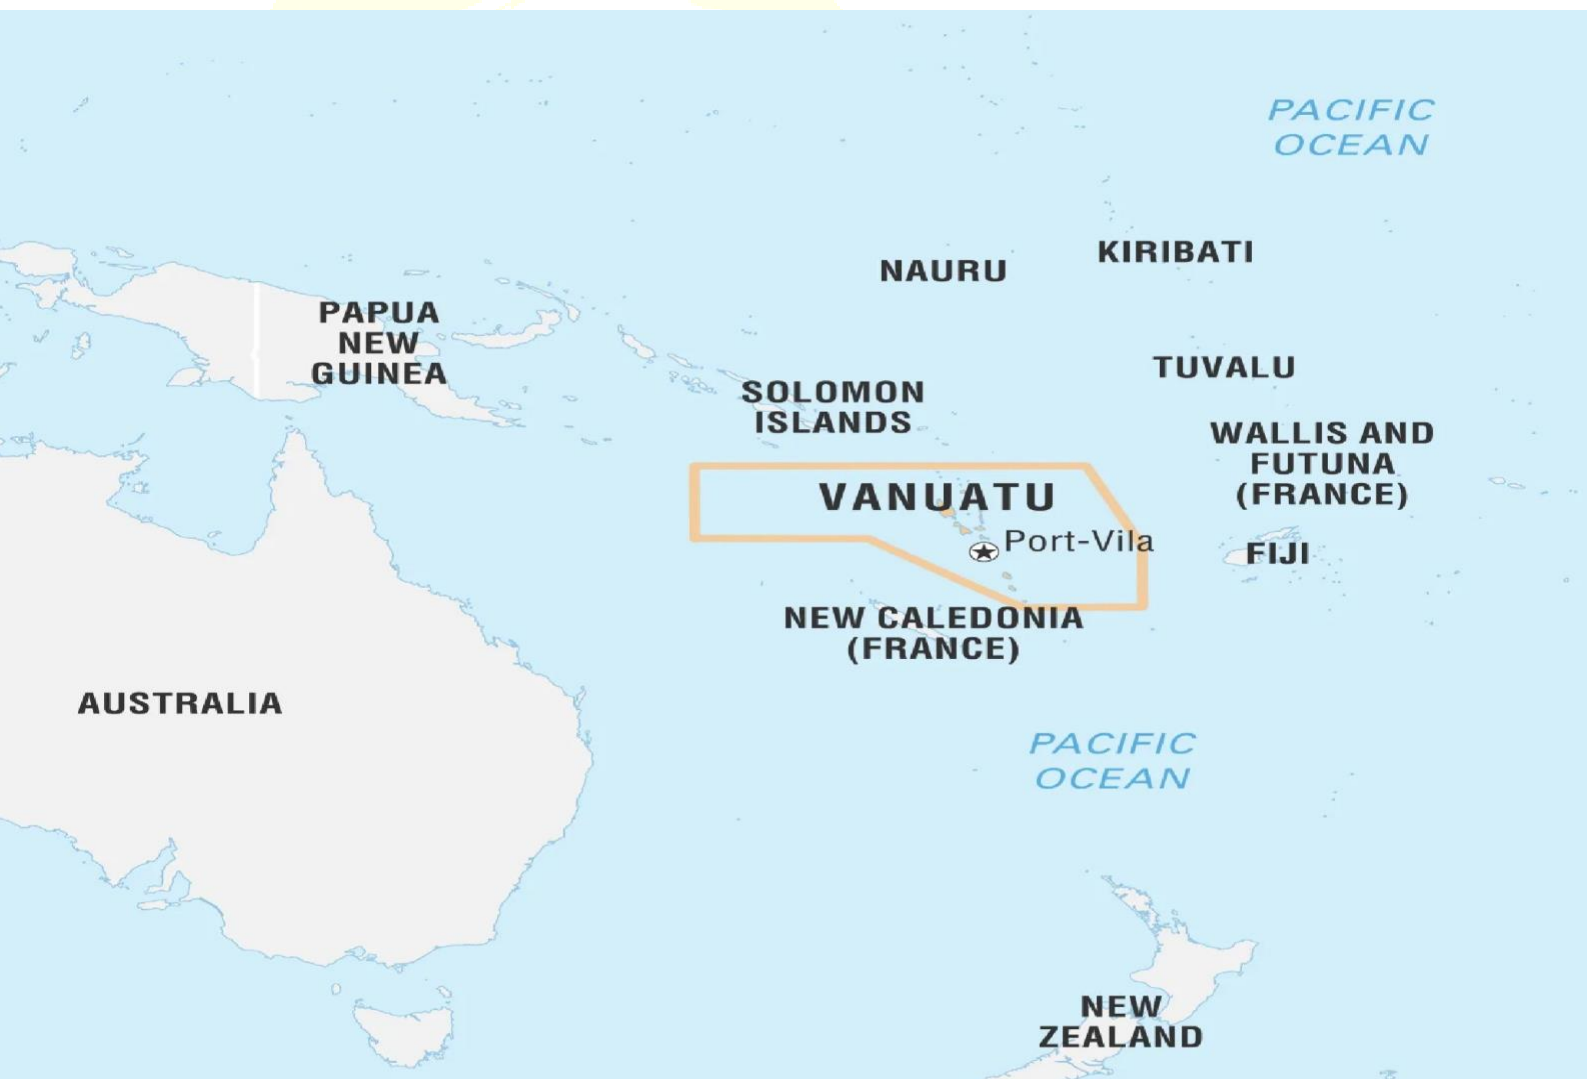 PACIFIC
OCEAN
KIRIBATI
NAURU
PAPUA
NEW
GUINEA
TUVALU
SOLOMON
ISLANDS
WALLIS AND
FUTUNA
(FRANCE)
VANUATU
Port-Vila
FIJI
NEW CALEDONIA
(FRANCE)
AUSTRALIA
PACIFIC
OCEAN
NEW
ZEALAND